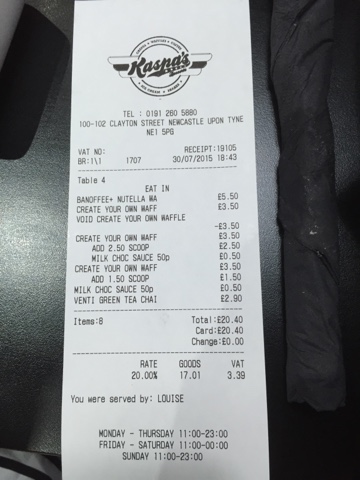 Kaspa's
TEL : 0191 260 5880
100-102 CLAYTON STREET NEWCASTLE UPON TYNE
NE1 5PG
VAT NO: RECEIPT:19105
BR:1\1 1707 30/07/2015 18:43
Table 4
EAT IN
BANOFFEE+ NUTELLA WA £5.50
CREATE YOUR OWN WAFF £3.50
VOID CREATE YOUR OWN WAFFLE
-£3.50
CREATE YOUR OWN WAFF £3.50
ADD 2.50 SCOOP £2.50
MILK CHOC SAUCE 50p £0.50
CREATE YOUR OWN WAFF £3.50
ADD 1.50 SCOOP £1.50
MILK CHOC SAUCE 50p £0.50
VENTI GREEN TEA CHAI £2.90
Items:8 Total:£20.40
Card:£20.40
Change:£0.00
RATE GOODS VAT
20.00% 17.01 3.39
You were served by: LOUISE
MONDAY - THURSDAY 11:00-23:00
FRIDAY - SATURDAY 11:00-00:00
SUNDAY 11:00-23:00